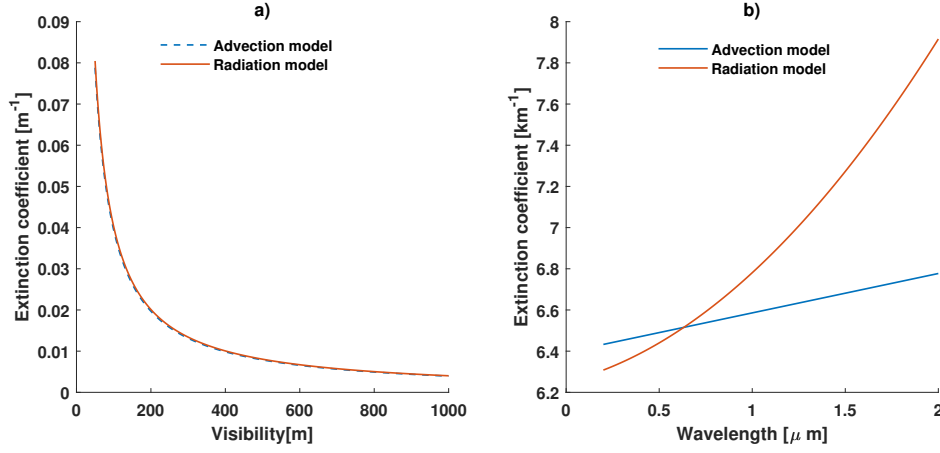 a)
Extinction coefficient [m⁻¹]
0.09
0.08
0.07
0.06
0.05
0.04
0.03
0.02
0.01
0
Advection model
Radiation model
0 200 400 600 800 1000
Visibility[m]
b)
Extinction coefficient [km⁻¹]
8
7.8
7.6
7.4
7.2
7
6.8
6.6
6.4
6.2
Advection model
Radiation model
0 0.5 1 1.5 2
Wavelength [μ m]